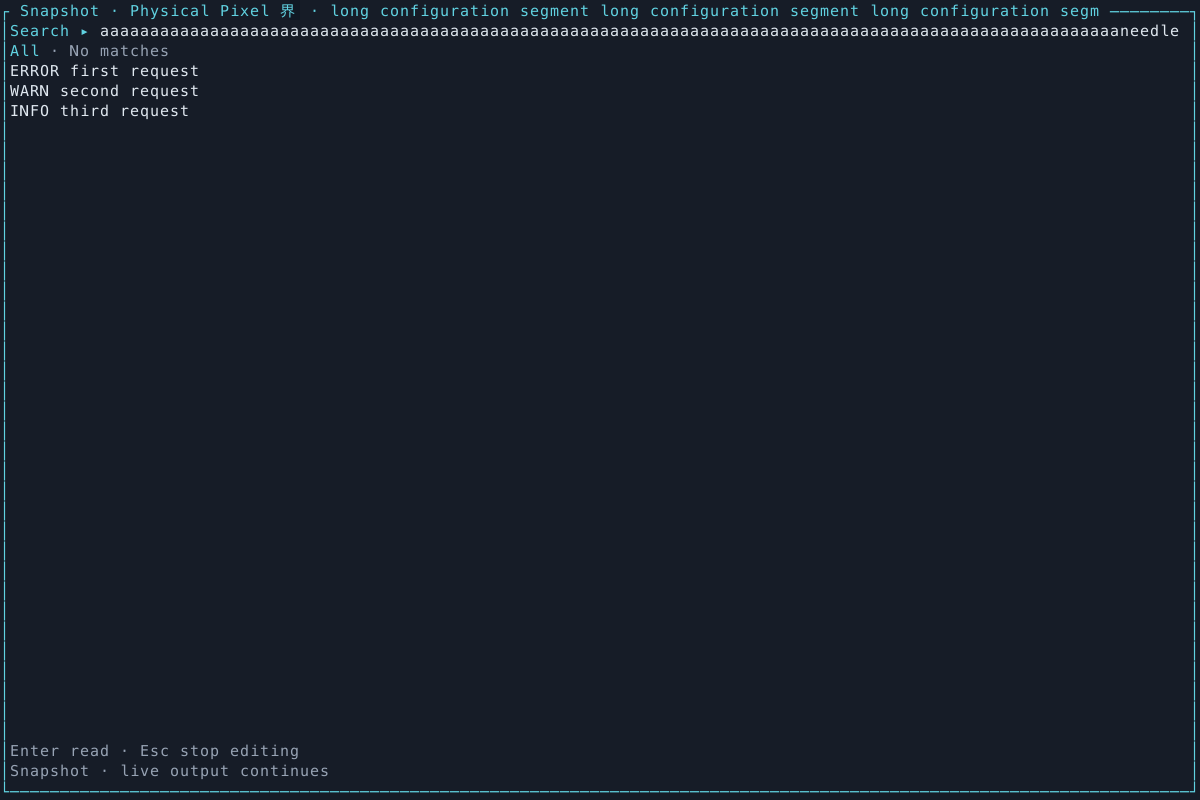 Snapshot · Physical Pixel 界 · long configuration segment long configuration segment long configuration segm
Search ▸ aaaaaaaaaaaaaaaaaaaaaaaaaaaaaaaaaaaaaaaaaaaaaaaaaaaaaaaaaaaaaaaaaaaaaaaaaaaaaaaaaaaaaaaaaaaaaaaaaaaaaaneedle
All · No matches
ERROR first request
WARN second request
INFO third request
Enter read · Esc stop editing
Snapshot · live output continues